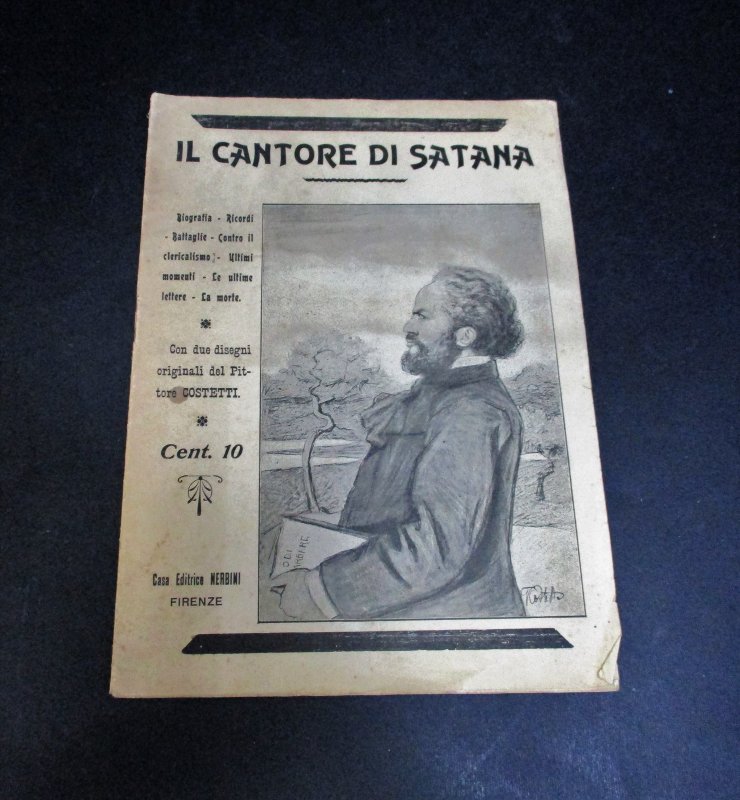 IL CANTORE DI SATANA
Biografia - Ricordi
- Battaglie - Contro il
clericalismo - Ultimi
momenti - Le ultime
lettere - La morte.
Con due disegni
originali del Pit-
tore COSTETTI.
Cent. 10
Casa Editrice NERBINI
FIRENZE
ODI